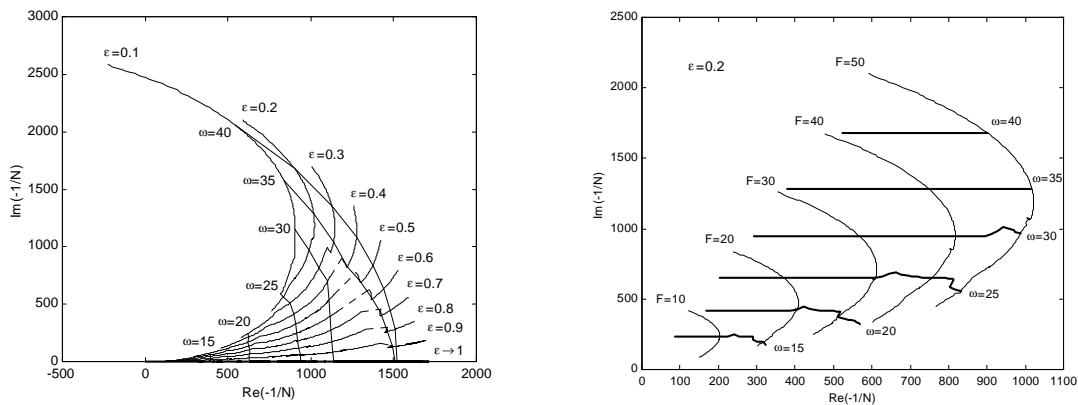 3000
2500
2000
1500
1000
500
0
-500
0
500
1000
1500
2000
Im(-1/N)
Re(-1/N)
ε=0.1
ε=0.2
ω=40
ε=0.3
ω=35
ε=0.4
ω=30
ε=0.5
ε=0.6
ω=25
ε=0.7
ε=0.8
ω=20
ε=0.9
ω=15
ε→1
2500
2000
1500
1000
500
0
0
100
200
300
400
500
600
700
800
900
1000
1100
Im(-1/N)
Re(-1/N)
ε=0.2
F=50
F=40
ω=40
F=30
ω=35
F=20
ω=30
F=10
ω=25
ω=20
ω=15